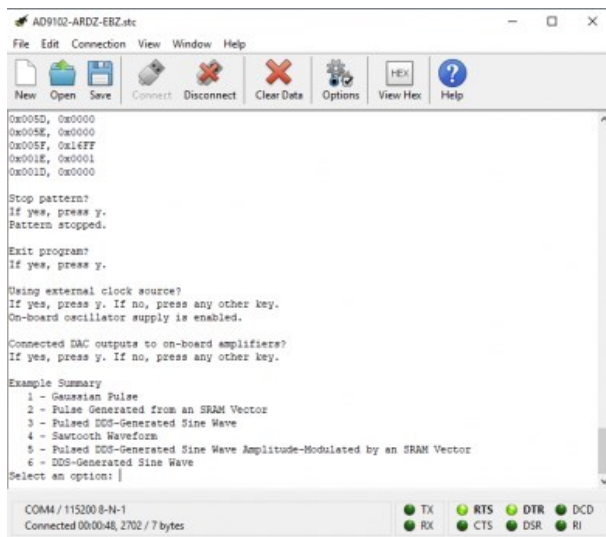 AD9102-ARDZ-EBZ.stc
File Edit Connection View Window Help
New Open Save Connect Disconnect Clear Data Options View Hex Help
HEX
0x005D, 0x0000
0x005E, 0x0000
0x005F, 0x16FF
0x001E, 0x0001
0x001D, 0x0000
Stop pattern?
If yes, press y.
Pattern stopped.
Exit program?
If yes, press y.
Using external clock source?
If yes, press y. If no, press any other key.
On-board oscillator supply is enabled.
Connected DAC outputs to on-board amplifiers?
If yes, press y. If no, press any other key.
Example Summary
1 - Gaussian Pulse
2 - Pulse Generated from an SRAM Vector
3 - Pulsed DDS-Generated Sine Wave
4 - Sawtooth Waveform
5 - Pulsed DDS-Generated Sine Wave Amplitude-Modulated by an SRAM Vector
6 - DDS-Generated Sine Wave
Select an option:
COM4 / 115200 8-N-1 TX RTS DTR DCD
Connected 00:00:48, 2702 / 7 bytes RX CTS DSR RI